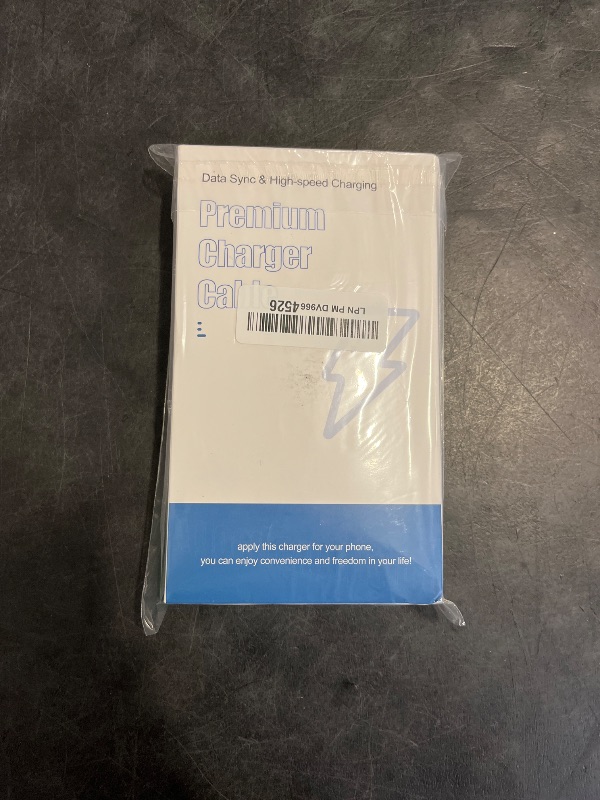 Data Sync & High-speed Charging
Premium
Charger
Cable
LPN PM DV9664526
apply this charger for your phone,
you can enjoy convenience and freedom in your life!